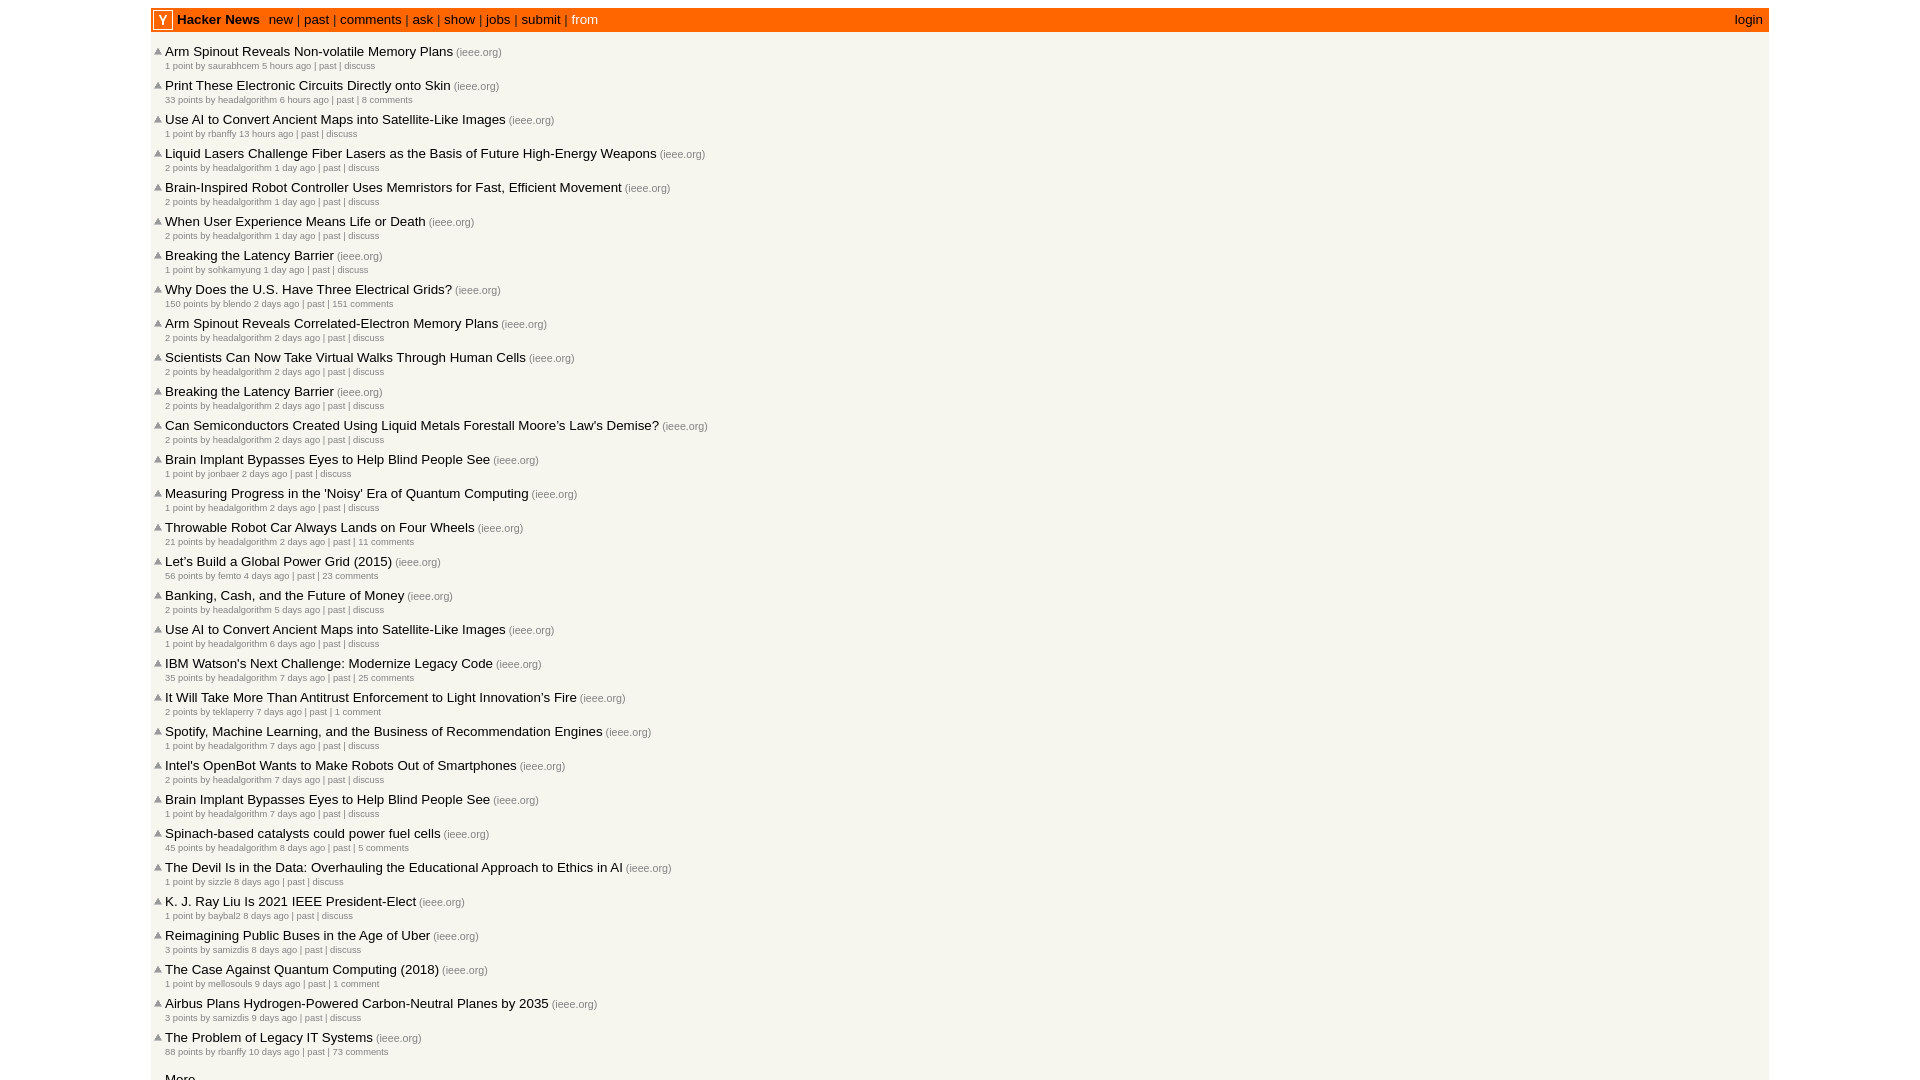 Y Hacker News new | past | comments | ask | show | jobs | submit | from login
Arm Spinout Reveals Non-volatile Memory Plans (ieee.org)
1 point by saurabhcem 5 hours ago | past | discuss
Print These Electronic Circuits Directly onto Skin (ieee.org)
33 points by headalgorithm 6 hours ago | past | 8 comments
Use AI to Convert Ancient Maps into Satellite-Like Images (ieee.org)
1 point by rbanffy 13 hours ago | past | discuss
Liquid Lasers Challenge Fiber Lasers as the Basis of Future High-Energy Weapons (ieee.org)
2 points by headalgorithm 1 day ago | past | discuss
Brain-Inspired Robot Controller Uses Memristors for Fast, Efficient Movement (ieee.org)
2 points by headalgorithm 1 day ago | past | discuss
When User Experience Means Life or Death (ieee.org)
2 points by headalgorithm 1 day ago | past | discuss
Breaking the Latency Barrier (ieee.org)
1 point by sohkamyung 1 day ago | past | discuss
Why Does the U.S. Have Three Electrical Grids? (ieee.org)
150 points by blendo 2 days ago | past | 151 comments
Arm Spinout Reveals Correlated-Electron Memory Plans (ieee.org)
2 points by headalgorithm 2 days ago | past | discuss
Scientists Can Now Take Virtual Walks Through Human Cells (ieee.org)
2 points by headalgorithm 2 days ago | past | discuss
Breaking the Latency Barrier (ieee.org)
2 points by headalgorithm 2 days ago | past | discuss
Can Semiconductors Created Using Liquid Metals Forestall Moore’s Law's Demise? (ieee.org)
2 points by headalgorithm 2 days ago | past | discuss
Brain Implant Bypasses Eyes to Help Blind People See (ieee.org)
1 point by jonbaer 2 days ago | past | discuss
Measuring Progress in the 'Noisy' Era of Quantum Computing (ieee.org)
1 point by headalgorithm 2 days ago | past | discuss
Throwable Robot Car Always Lands on Four Wheels (ieee.org)
21 points by headalgorithm 2 days ago | past | 11 comments
Let’s Build a Global Power Grid (2015) (ieee.org)
56 points by femto 4 days ago | past | 23 comments
Banking, Cash, and the Future of Money (ieee.org)
2 points by headalgorithm 5 days ago | past | discuss
Use AI to Convert Ancient Maps into Satellite-Like Images (ieee.org)
1 point by headalgorithm 6 days ago | past | discuss
IBM Watson's Next Challenge: Modernize Legacy Code (ieee.org)
35 points by headalgorithm 7 days ago | past | 25 comments
It Will Take More Than Antitrust Enforcement to Light Innovation’s Fire (ieee.org)
2 points by teklaperry 7 days ago | past | 1 comment
Spotify, Machine Learning, and the Business of Recommendation Engines (ieee.org)
1 point by headalgorithm 7 days ago | past | discuss
Intel's OpenBot Wants to Make Robots Out of Smartphones (ieee.org)
2 points by headalgorithm 7 days ago | past | discuss
Brain Implant Bypasses Eyes to Help Blind People See (ieee.org)
1 point by headalgorithm 7 days ago | past | discuss
Spinach-based catalysts could power fuel cells (ieee.org)
45 points by headalgorithm 8 days ago | past | 5 comments
The Devil Is in the Data: Overhauling the Educational Approach to Ethics in AI (ieee.org)
1 point by sizzle 8 days ago | past | discuss
K. J. Ray Liu Is 2021 IEEE President-Elect (ieee.org)
1 point by baybal2 8 days ago | past | discuss
Reimagining Public Buses in the Age of Uber (ieee.org)
3 points by samizdis 8 days ago | past | discuss
The Case Against Quantum Computing (2018) (ieee.org)
1 point by mellosouls 9 days ago | past | 1 comment
Airbus Plans Hydrogen-Powered Carbon-Neutral Planes by 2035 (ieee.org)
3 points by samizdis 9 days ago | past | discuss
The Problem of Legacy IT Systems (ieee.org)
88 points by rbanffy 10 days ago | past | 73 comments
More